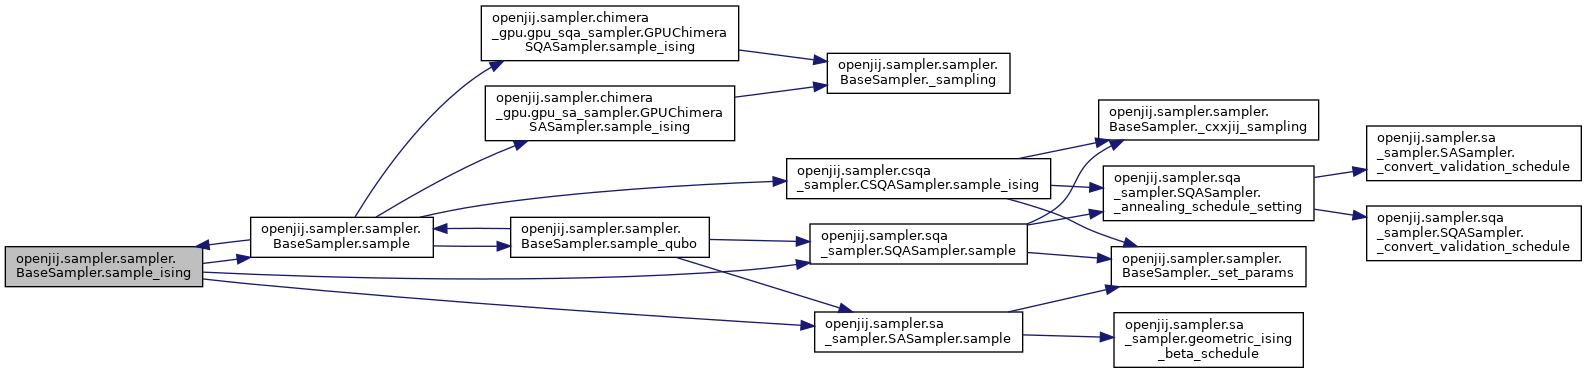 openjij.sampler.chimera
_gpu.gpu_sqa_sampler.GPUChimera
SQASampler.sample_ising
openjij.sampler.sampler.
BaseSampler._sampling
openjij.sampler.chimera
_gpu.gpu_sa_sampler.GPUChimera
SASampler.sample_ising
openjij.sampler.sampler.
BaseSampler._cxxjij_sampling
openjij.sampler.sa
_sampler.SASampler.
_convert_validation_schedule
openjij.sampler.csqa
_sampler.CSQASampler.sample_ising
openjij.sampler.sqa
_sampler.SQASampler.
_annealing_schedule_setting
openjij.sampler.sqa
_sampler.SQASampler.
_convert_validation_schedule
openjij.sampler.sampler.
BaseSampler.sample
openjij.sampler.sampler.
BaseSampler.sample_qubo
openjij.sampler.sqa
_sampler.SQASampler.sample
openjij.sampler.sampler.
BaseSampler.sample_ising
openjij.sampler.sampler.
BaseSampler._set_params
openjij.sampler.sa
_sampler.SASampler.sample
openjij.sampler.sa
_sampler.geometric_ising
_beta_schedule